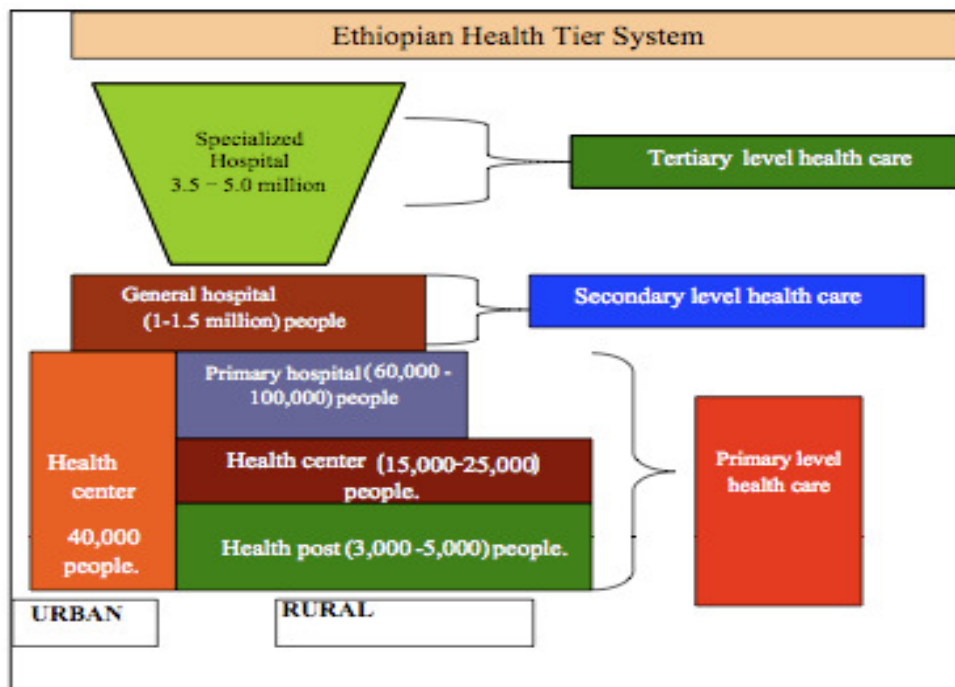 Ethiopian Health Tier System
Specialized
Hospital
3.5 – 5.0 million
Tertiary level health care
General hospital
(1-1.5 million) people
Secondary level health care
Primary hospital (60,000 -
100,000) people
Health
center
40,000
people.
Health center (15,000-25,000)
people.
Health post (3,000 -5,000) people.
Primary level
health care
URBAN
RURAL